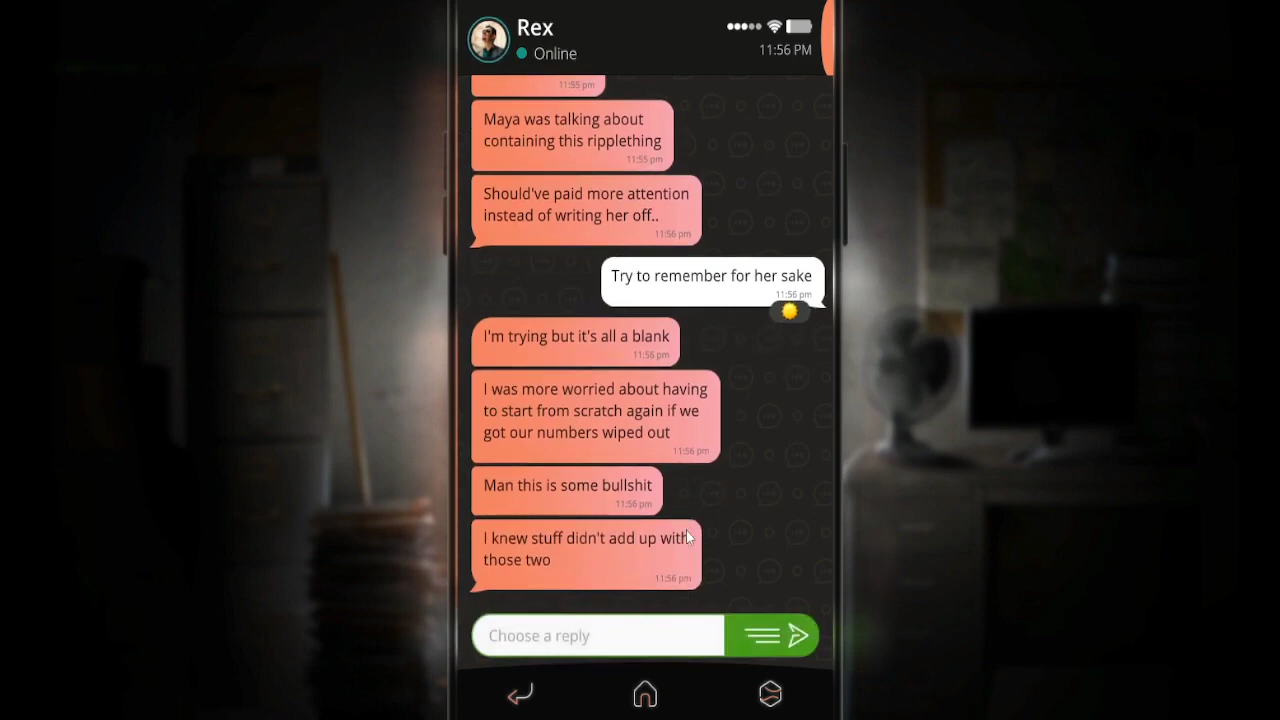 Rex
Online
11:56 PM
11:55 pm
Maya was talking about
containing this ripplething
11:55 pm
Should've paid more attention
instead of writing her off..
11:56 pm
Try to remember for her sake
11:56 pm
I'm trying but it's all a blank
11:56 pm
I was more worried about having
to start from scratch again if we
got our numbers wiped out
11:56 pm
Man this is some bullshit
11:56 pm
I knew stuff didn't add up with
those two
11:56 pm
Choose a reply